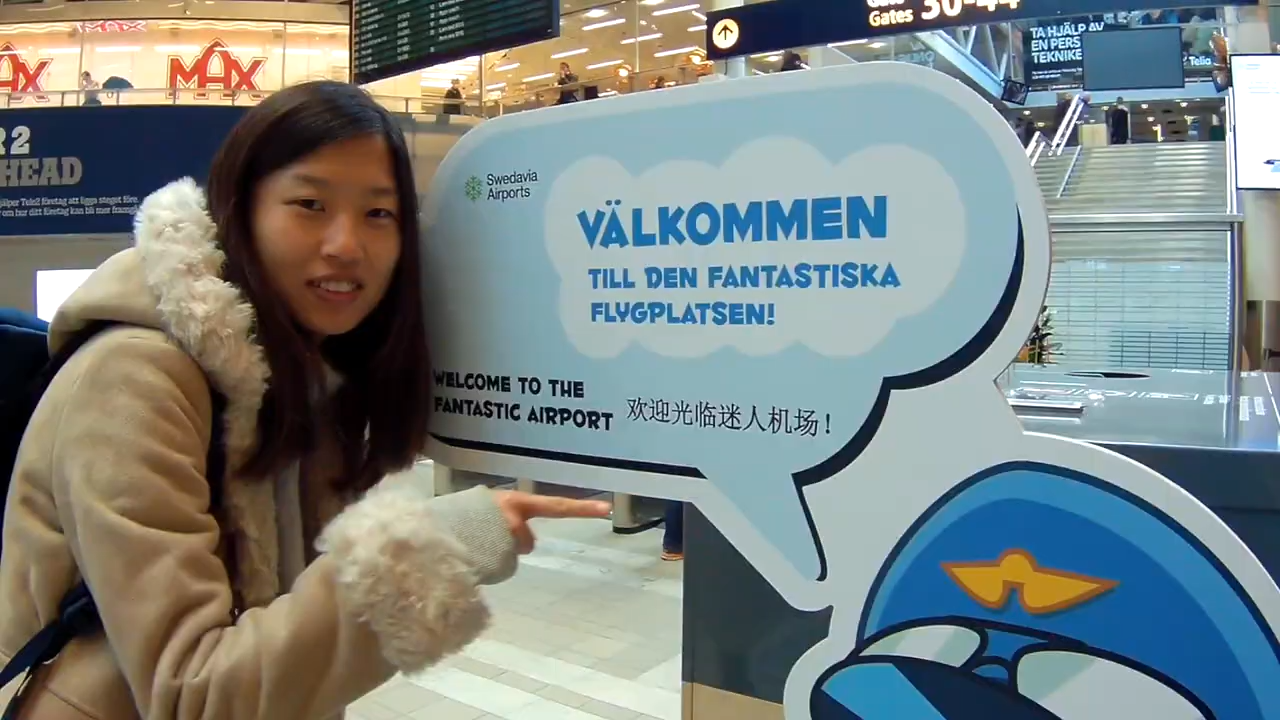 MAX
MAX
Gate
Gates 30-44
TA HJÄLP AV
EN PERS
TEKNIKE
Telia
R 2
HEAD
Swedavia
Airports
VÄLKOMMEN
TILL DEN FANTASTISKA
FLYGPLATSEN!
WELCOME TO THE
FANTASTIC AIRPORT
欢迎光临迷人机场!